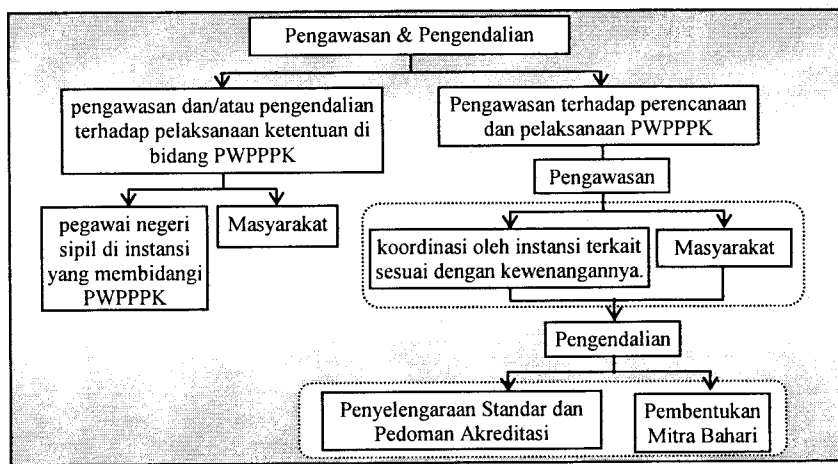 Pengawasan & Pengendalian
pengawasan dan/atau pengendalian
terhadap pelaksanaan ketentuan di
bidang PWPPPK
Pengawasan terhadap perencanaan
dan pelaksanaan PWPPPK
pegawai negeri
sipil di instansi
yang membidangi
PWPPPK
Masyarakat
Pengawasan
koordinasi oleh instansi terkait
sesuai dengan kewenangannya.
Masyarakat
Pengendalian
Penyelengaraan Standar dan
Pedoman Akreditasi
Pembentukan
Mitra Bahari